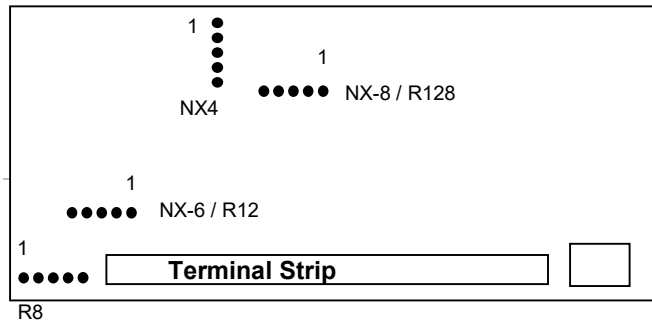 1
1
NX-8 / R128
NX4
1
NX-6 / R12
1
Terminal Strip
R8